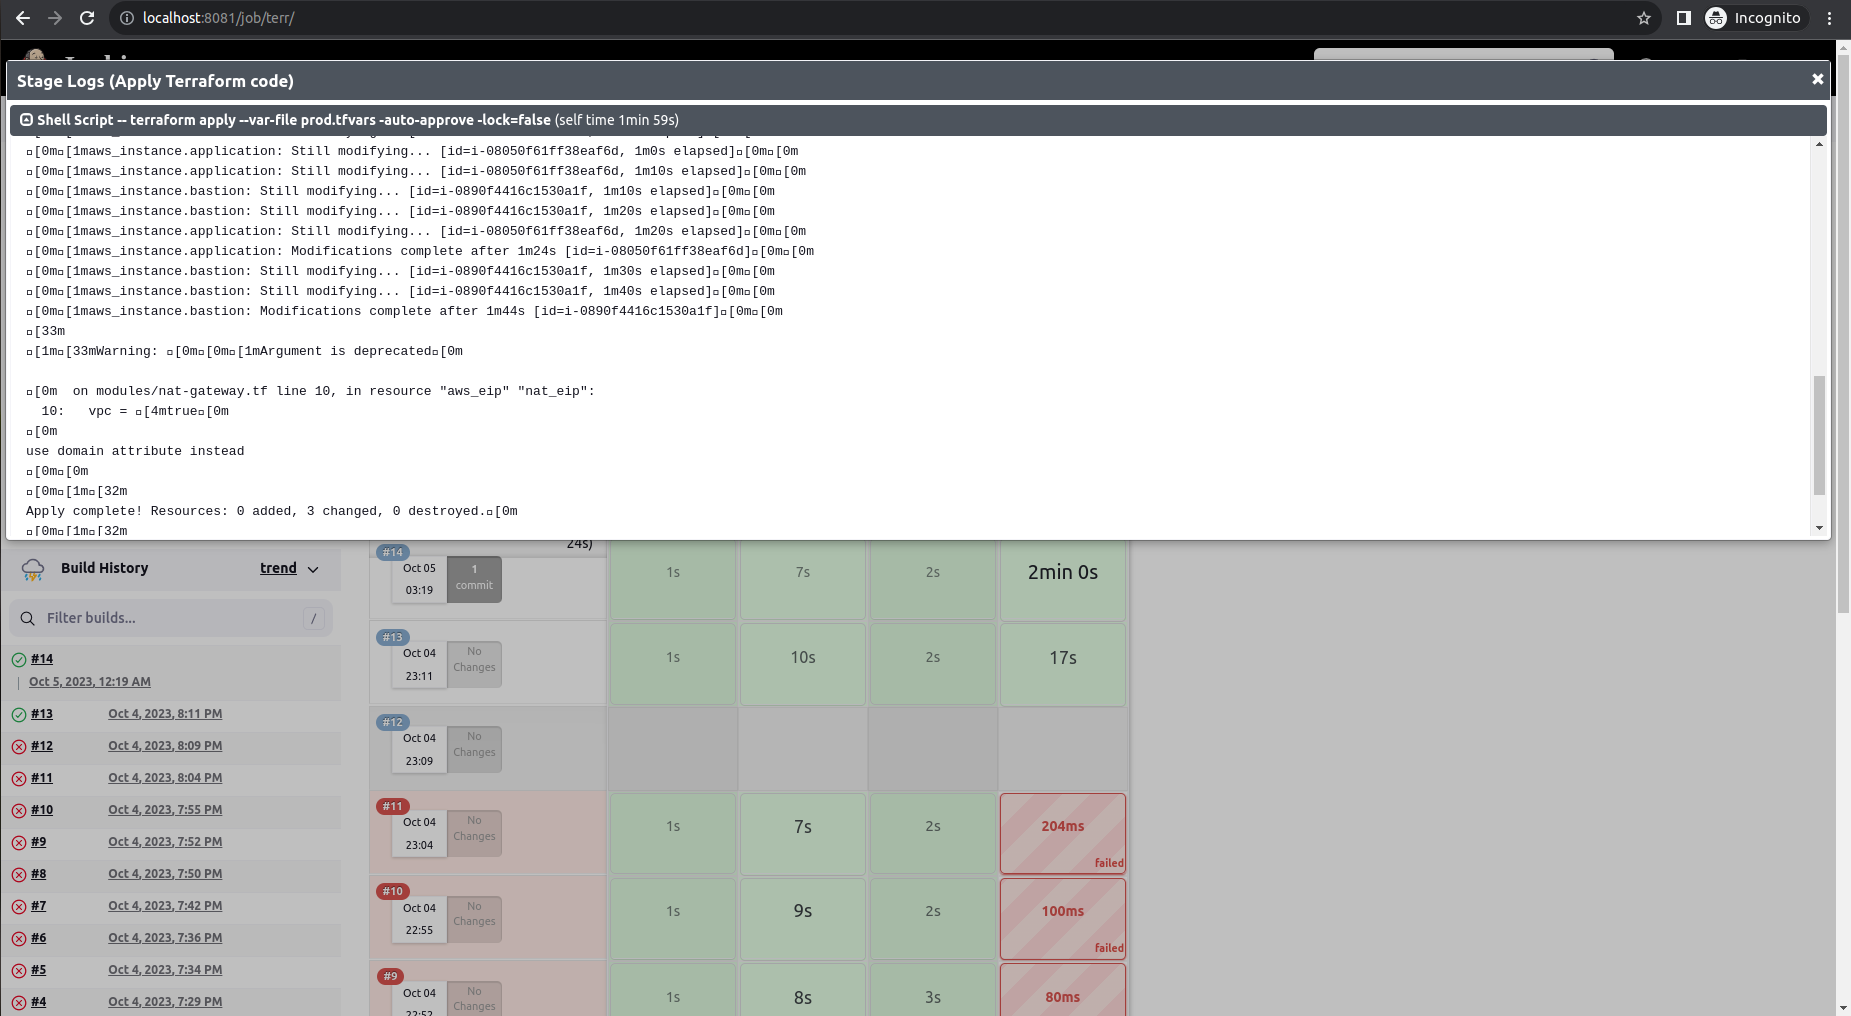 localhost:8081/job/terr/
Incognito
Stage Logs (Apply Terraform code)
Shell Script -- terraform apply --var-file prod.tfvars -auto-approve -lock=false (self time 1min 59s)
□[0m□[1maws_instance.application: Still modifying... [id=i-08050f61ff38eaf6d, 1m0s elapsed]□[0m□[0m
□[0m□[1maws_instance.application: Still modifying... [id=i-08050f61ff38eaf6d, 1m10s elapsed]□[0m□[0m
□[0m□[1maws_instance.bastion: Still modifying... [id=i-0890f4416c1530a1f, 1m10s elapsed]□[0m□[0m
□[0m□[1maws_instance.bastion: Still modifying... [id=i-0890f4416c1530a1f, 1m20s elapsed]□[0m□[0m
□[0m□[1maws_instance.application: Still modifying... [id=i-08050f61ff38eaf6d, 1m20s elapsed]□[0m□[0m
□[0m□[1maws_instance.application: Modifications complete after 1m24s [id=i-08050f61ff38eaf6d]□[0m□[0m
□[0m□[1maws_instance.bastion: Still modifying... [id=i-0890f4416c1530a1f, 1m30s elapsed]□[0m□[0m
□[0m□[1maws_instance.bastion: Still modifying... [id=i-0890f4416c1530a1f, 1m40s elapsed]□[0m□[0m
□[0m□[1maws_instance.bastion: Modifications complete after 1m44s [id=i-0890f4416c1530a1f]□[0m□[0m
□[33m
□[1m□[33mWarning: □[0m□[0m□[1mArgument is deprecated□[0m
□[0m  on modules/nat-gateway.tf line 10, in resource "aws_eip" "nat_eip":
10:   vpc = □[4mtrue□[0m
□[0m
use domain attribute instead
□[0m□[0m
□[0m□[1m□[32m
Apply complete! Resources: 0 added, 3 changed, 0 destroyed.□[0m
□[0m□[1m□[32m
Build History trend
Filter builds... /
#14
Oct 5, 2023, 12:19 AM
#13 Oct 4, 2023, 8:11 PM
#12 Oct 4, 2023, 8:09 PM
#11 Oct 4, 2023, 8:04 PM
#10 Oct 4, 2023, 7:55 PM
#9 Oct 4, 2023, 7:52 PM
#8 Oct 4, 2023, 7:50 PM
#7 Oct 4, 2023, 7:42 PM
#6 Oct 4, 2023, 7:36 PM
#5 Oct 4, 2023, 7:34 PM
#4 Oct 4, 2023, 7:29 PM
24s)
#14
Oct 05
03:19
1
commit
1s 7s 2s 2min 0s
#13
Oct 04
23:11
No
Changes
1s 10s 2s 17s
#12
Oct 04
23:09
No
Changes
#11
Oct 04
23:04
No
Changes
1s 7s 2s 204ms
failed
#10
Oct 04
22:55
No
Changes
1s 9s 2s 100ms
failed
#9
Oct 04
22:52
No
Changes
1s 8s 3s 80ms